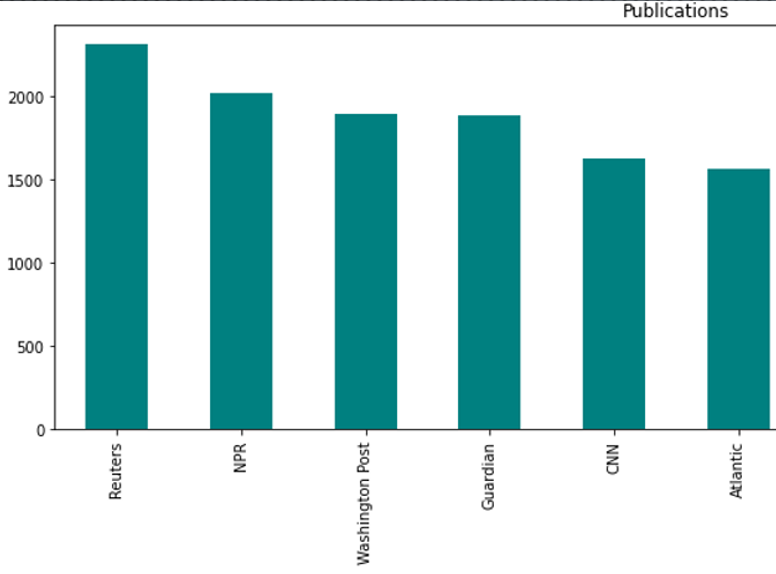 Publications
2000
1500
1000
500
0
Reuters
NPR
Washington Post
Guardian
CNN
Atlantic